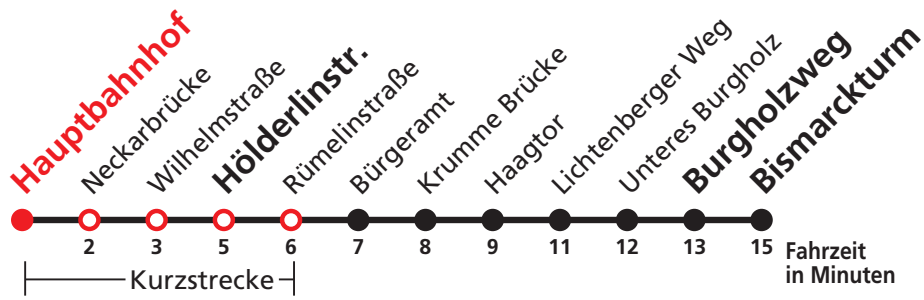 Hauptbahnhof
Neckarbrücke
Wilhelmstraße
Hölderlinstr.
Rümelinstraße
Bürgeramt
Krumme Brücke
Haagtor
Lichtenberger Weg
Unteres Burgholz
Burgholzweg
Bismarckturm
2 3 5 6 7 8 9 11 12 13 15 Fahrzeit
in Minuten
Kurzstrecke